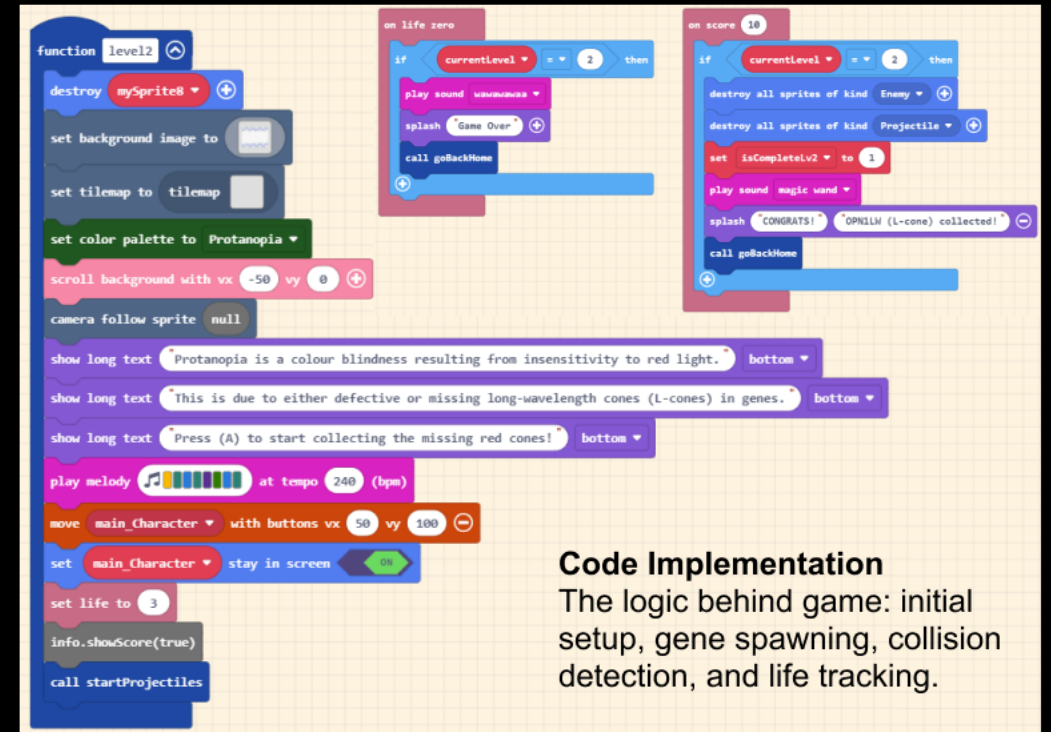 function level2
destroy mySprite8
set background image to
set tilemap to tilemap
set color palette to Protanopia
scroll background with vx -50 vy 0
camera follow sprite null
show long text "Protanopia is a colour blindness resulting from insensitivity to red light." bottom
show long text "This is due to either defective or missing long-wavelength cones (L-cones) in genes." bottom
show long text "Press (A) to start collecting the missing red cones!" bottom
play melody at tempo 240 (bpm)
move main_Character with buttons vx 50 vy 100
set main_Character stay in screen ON
set life to 3
info.showScore(true)
call startProjectiles
on life zero
if currentLevel = 2 then
play sound wawawawaa
splash "Game Over"
call goBackHome
on score 10
if currentLevel = 2 then
destroy all sprites of kind Enemy
destroy all sprites of kind Projectile
set isCompleteLv2 to 1
play sound magic wand
splash "CONGRATS!" "OPN1LW (L-cone) collected!"
call goBackHome
Code Implementation
The logic behind game: initial
setup, gene spawning, collision
detection, and life tracking.